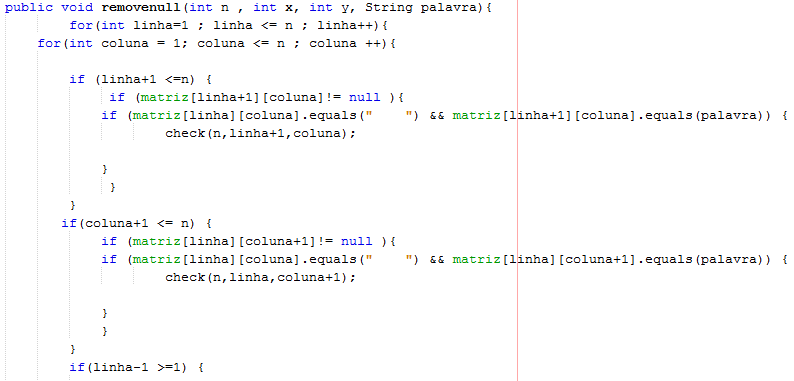 public void removenull(int n , int x, int y, String palavra){
for(int linha=1 ; linha <= n ; linha++){
for(int coluna = 1; coluna <= n ; coluna ++){
if (linha+1 <=n) {
if (matriz[linha+1][coluna]!= null ){
if (matriz[linha][coluna].equals("    ") && matriz[linha+1][coluna].equals(palavra)) {
check(n,linha+1,coluna);
}
}
}
if(coluna+1 <= n) {
if (matriz[linha][coluna+1]!= null ){
if (matriz[linha][coluna].equals("    ") && matriz[linha][coluna+1].equals(palavra)) {
check(n,linha,coluna+1);
}
}
}
if(linha-1 >=1) {